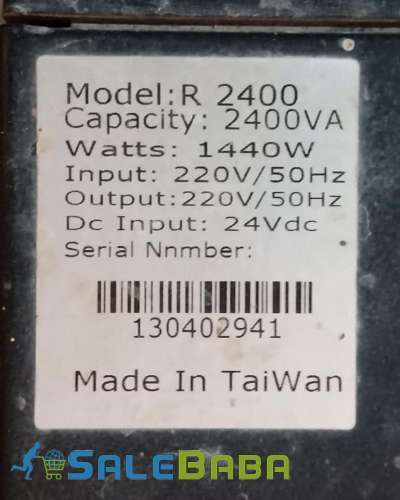 Model:R 2400
Capacity: 2400VA
Watts: 1440W
Input: 220V/50Hz
Output:220V/50Hz
Dc Input: 24Vdc
Serial Nnmber:
130402941
Made In TaiWan
SALEBABA